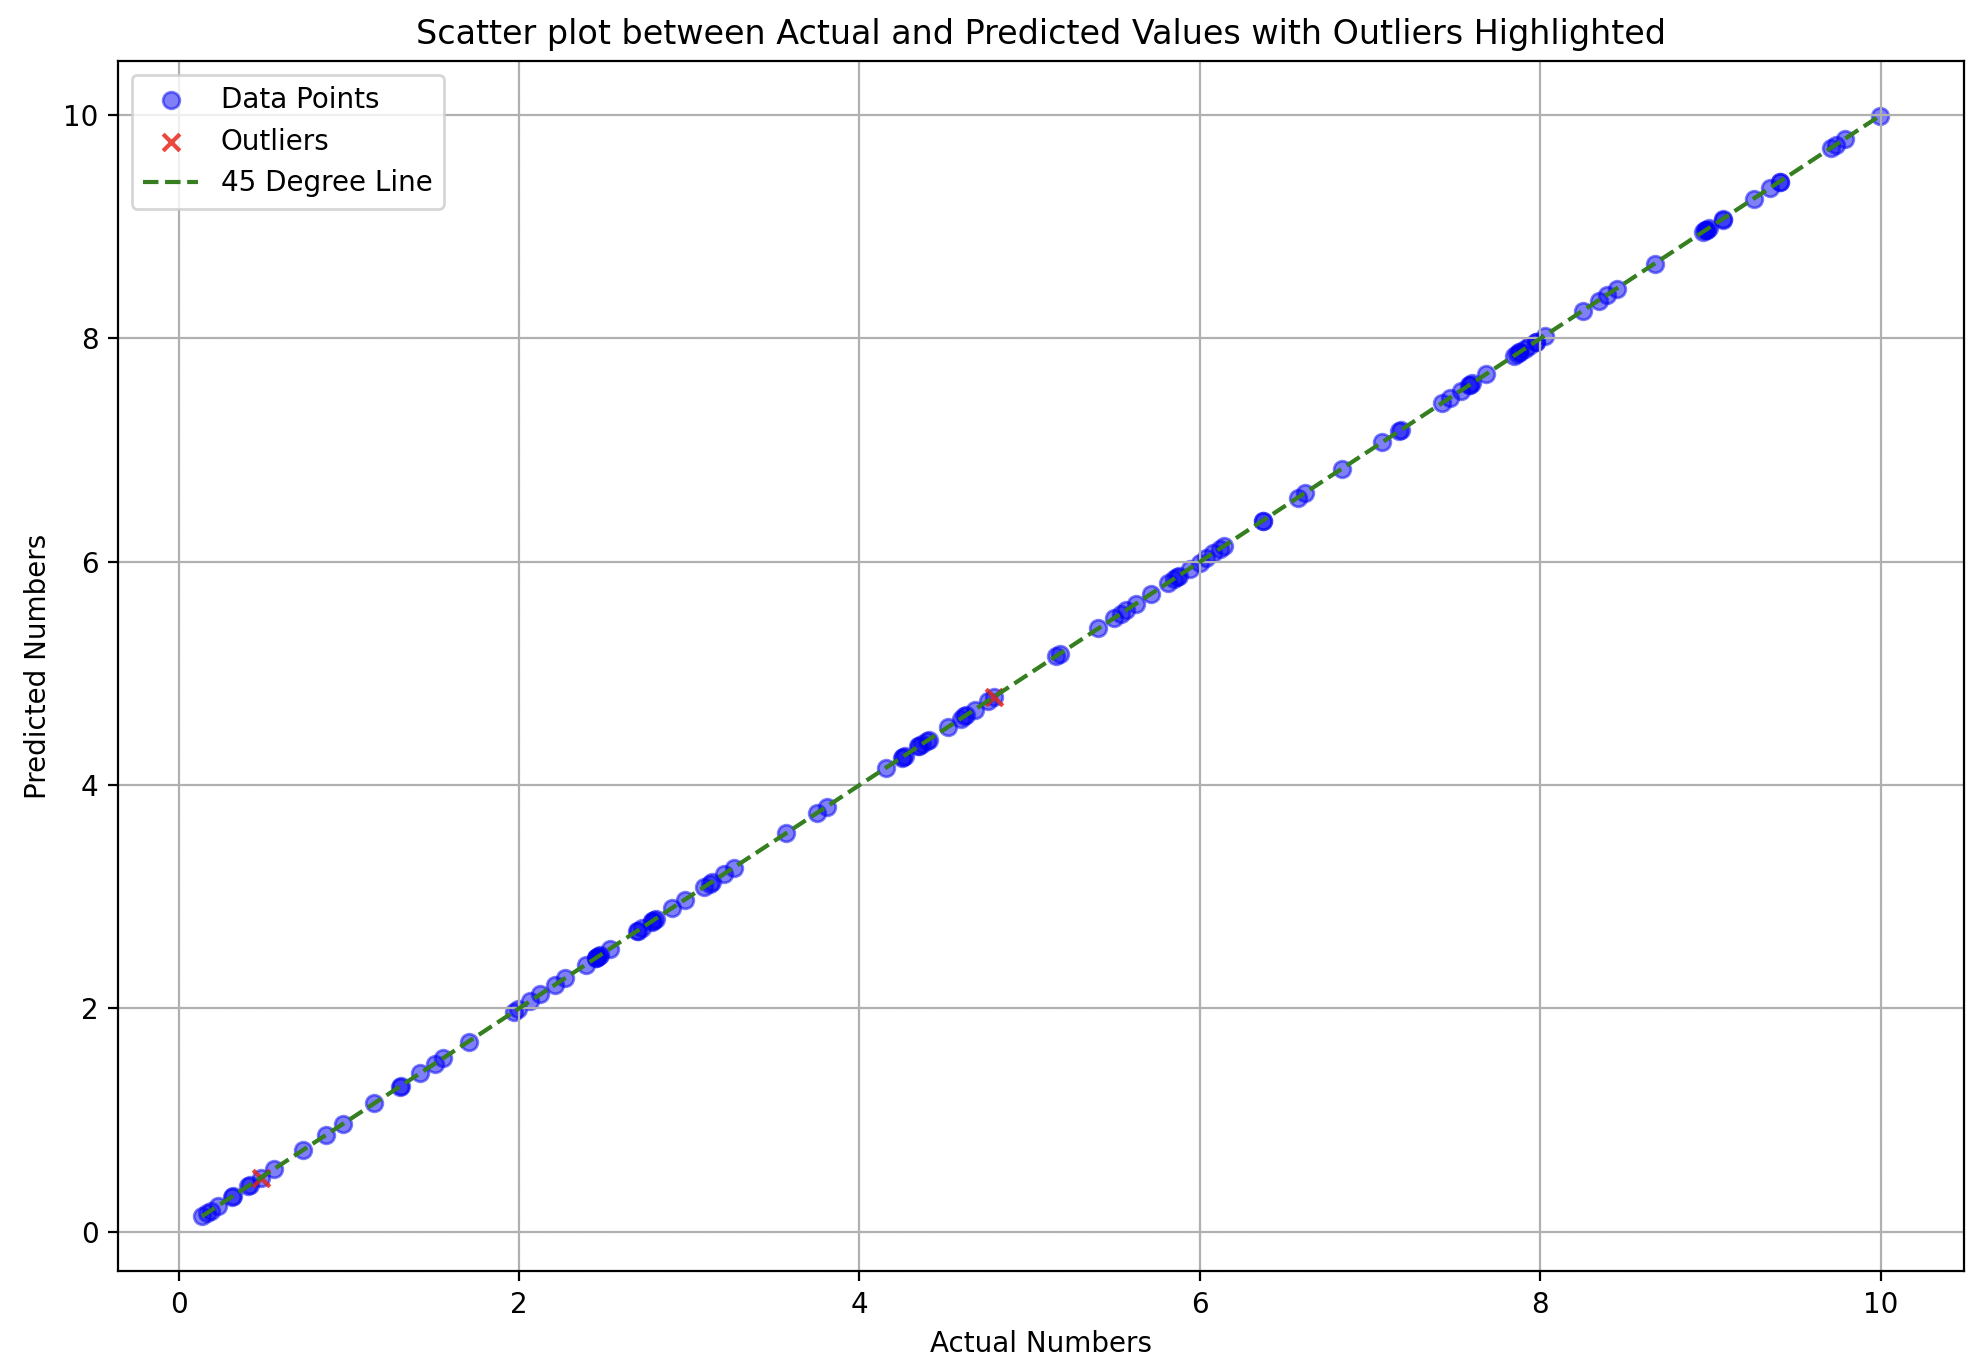 Scatter plot between Actual and Predicted Values with Outliers Highlighted
Data Points
Outliers
45 Degree Line
10
8
6
4
2
0
Predicted Numbers
0 2 4 6 8 10
Actual Numbers